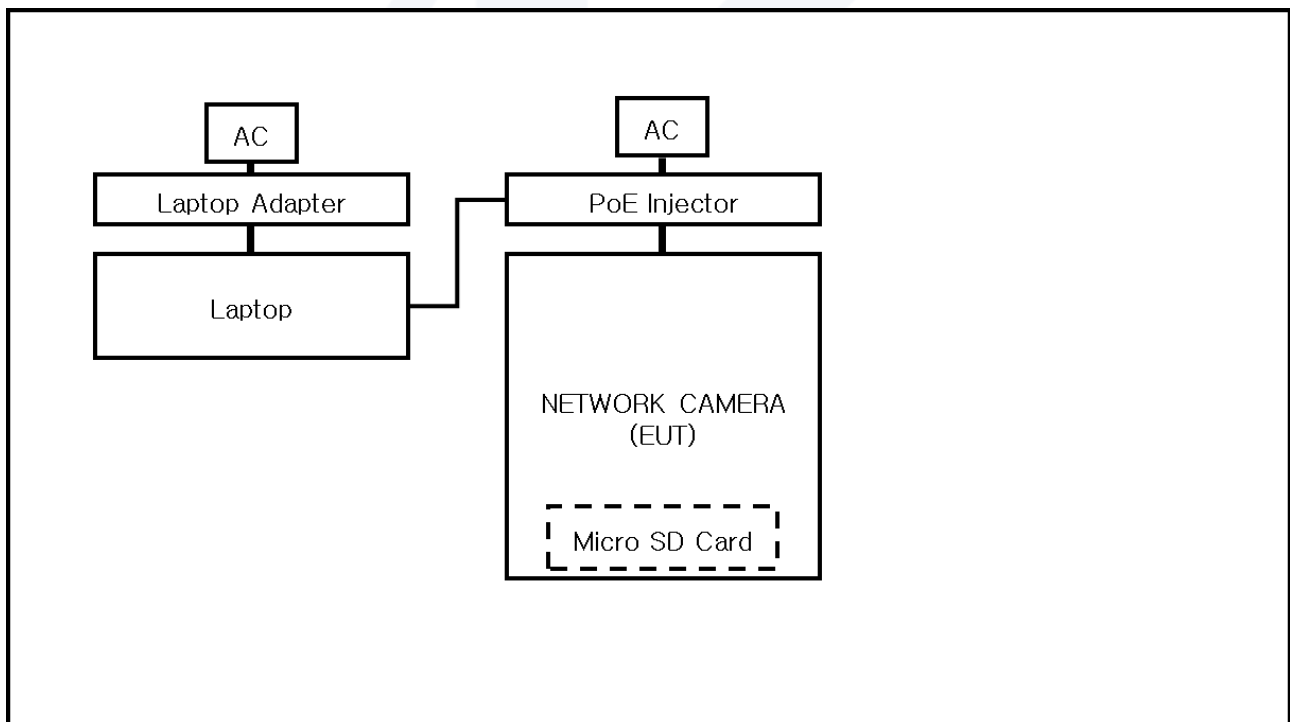 AC
Laptop Adapter
Laptop
AC
PoE Injector
NETWORK CAMERA
(EUT)
Micro SD Card